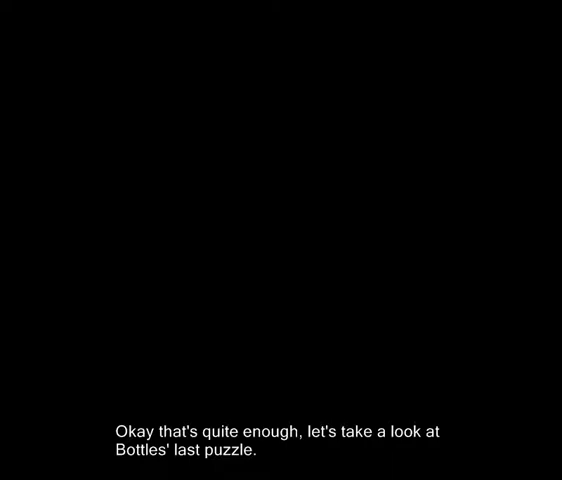 Okay that's quite enough, let's take a look at
Bottles' last puzzle.